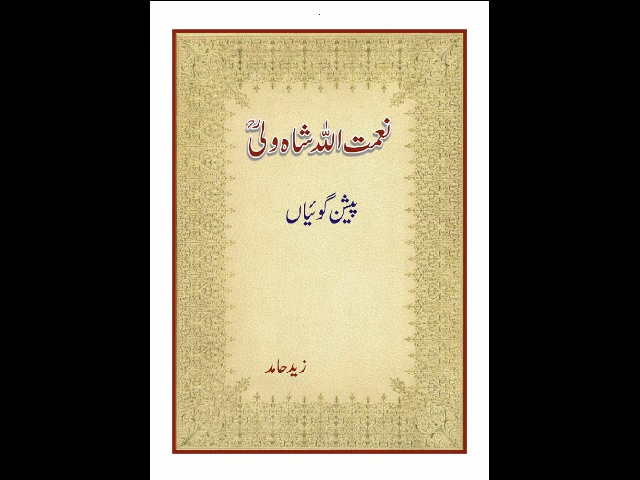 نعمت اللہ شاہ ولیؒ
پیشن گوئیاں
زید حامد